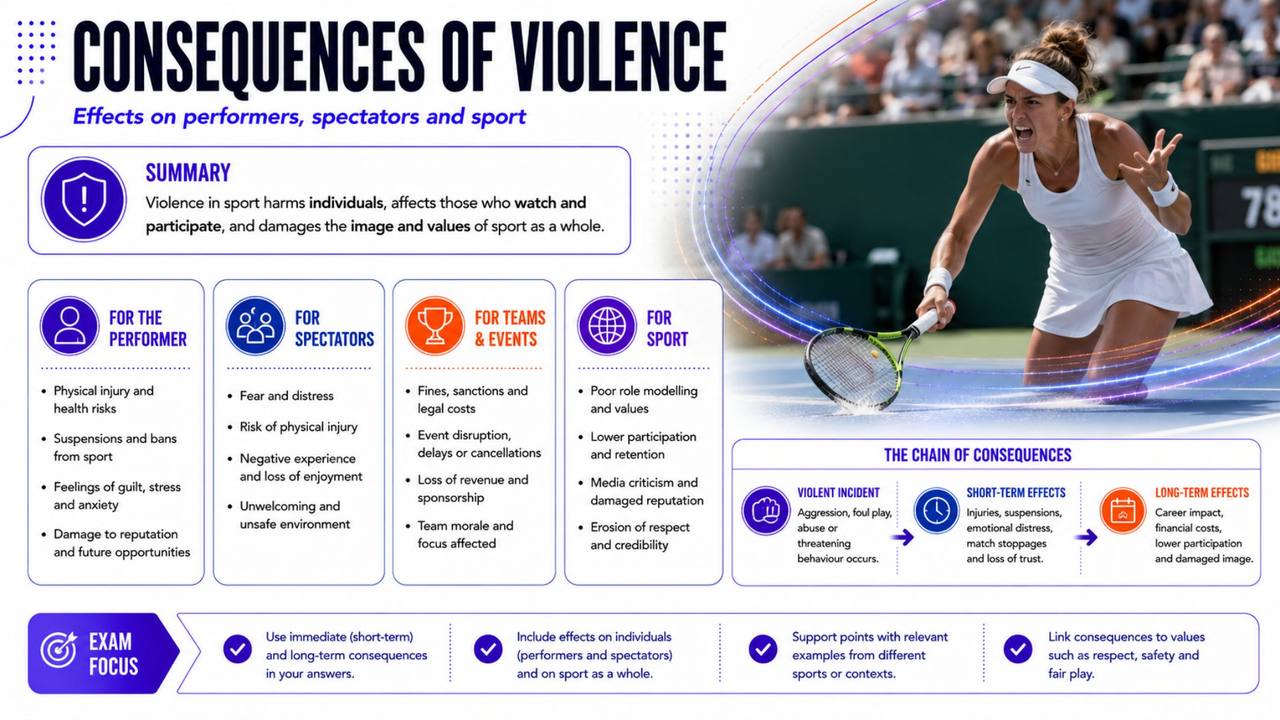 CONSEQUENCES OF VIOLENCE
Effects on performers, spectators and sport
SUMMARY
Violence in sport harms individuals, affects those who watch and
participate, and damages the image and values of sport as a whole.
FOR THE
PERFORMER
• Physical injury and
health risks
• Suspensions and bans
from sport
• Feelings of guilt, stress
and anxiety
• Damage to reputation
and future opportunities
FOR
SPECTATORS
• Fear and distress
• Risk of physical injury
• Negative experience
and loss of enjoyment
• Unwelcoming and
unsafe environment
FOR TEAMS
& EVENTS
• Fines, sanctions and
legal costs
• Event disruption,
delays or cancellations
• Loss of revenue and
sponsorship
• Team morale and
focus affected
FOR
SPORT
• Poor role modelling
and values
• Lower participation
and retention
• Media criticism and
damaged reputation
• Erosion of respect
and credibility
78
THE CHAIN OF CONSEQUENCES
VIOLENT INCIDENT
Aggression, foul play,
abuse or
threatening
behaviour occurs.
SHORT-TERM EFFECTS
Injuries, suspensions,
emotional distress,
match stoppages
and loss of trust.
LONG-TERM EFFECTS
Career impact,
financial costs,
lower participation
and damaged image.
EXAM
FOCUS
Use immediate (short-term)
and long-term consequences
in your answers.
Include effects on individuals
(performers and spectators)
and on sport as a whole.
Support points with relevant
examples from different
sports or contexts.
Link consequences to values
such as respect, safety and
fair play.